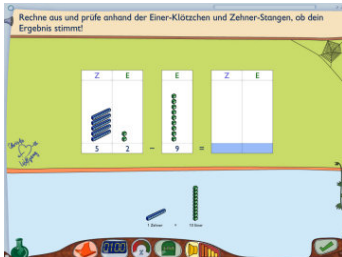 Rechne aus und prüfe anhand der Einer-Klötzchen und Zehner-Stangen, ob dein
Ergebnis stimmt!
Z E E Z E
5 2 - 9 =
1 Zehner = 10 Einer